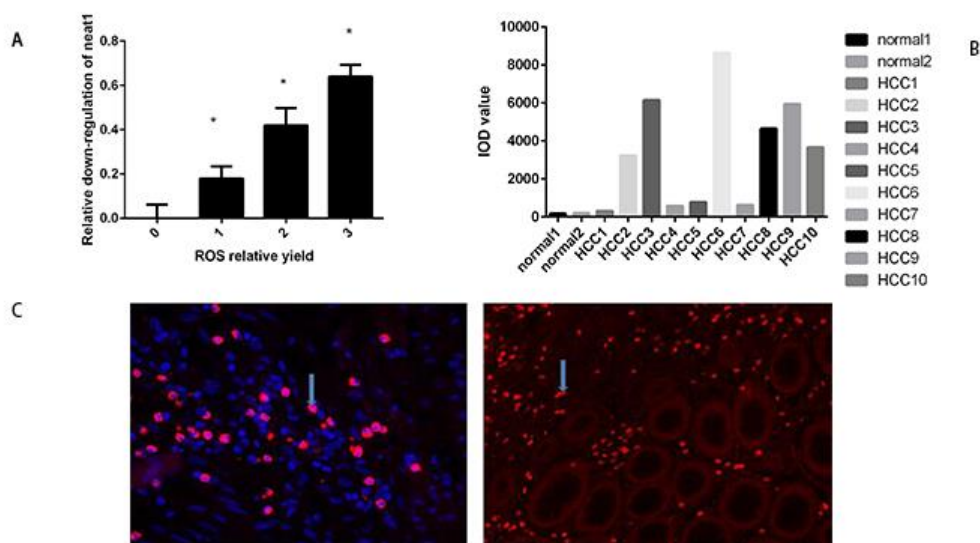 A
Relative down-regulation of neat1
0.8
0.6
0.4
0.2
0.0
*
*
*
0
1
2
3
ROS relative yield
B
IOD value
10000
8000
6000
4000
2000
0
normal1
normal2
HCC1
HCC2
HCC3
HCC4
HCC5
HCC6
HCC7
HCC8
HCC9
HCC10
normal1
normal2
HCC1
HCC2
HCC3
HCC4
HCC5
HCC6
HCC7
HCC8
HCC9
HCC10
C